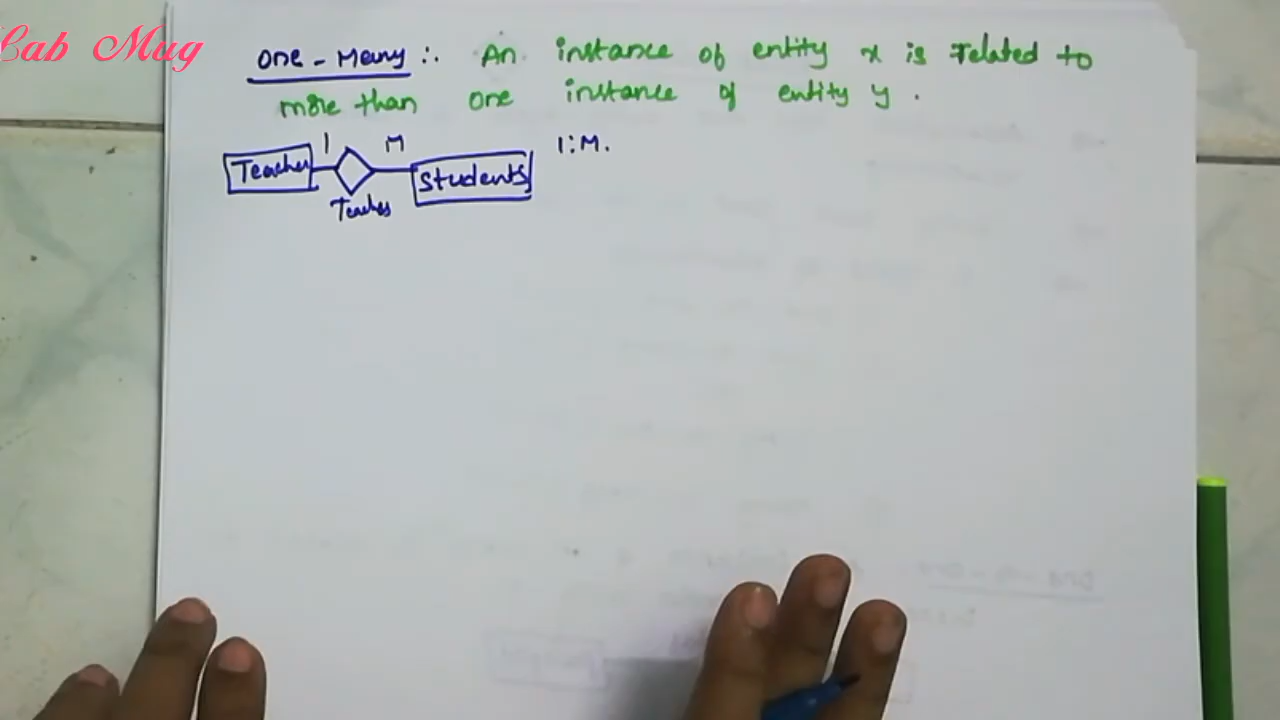 Lab Mug
one - Many : An instance of entity x is related to
more than one instance of entity y .
1 M 1:M.
Teacher Students
Teaches